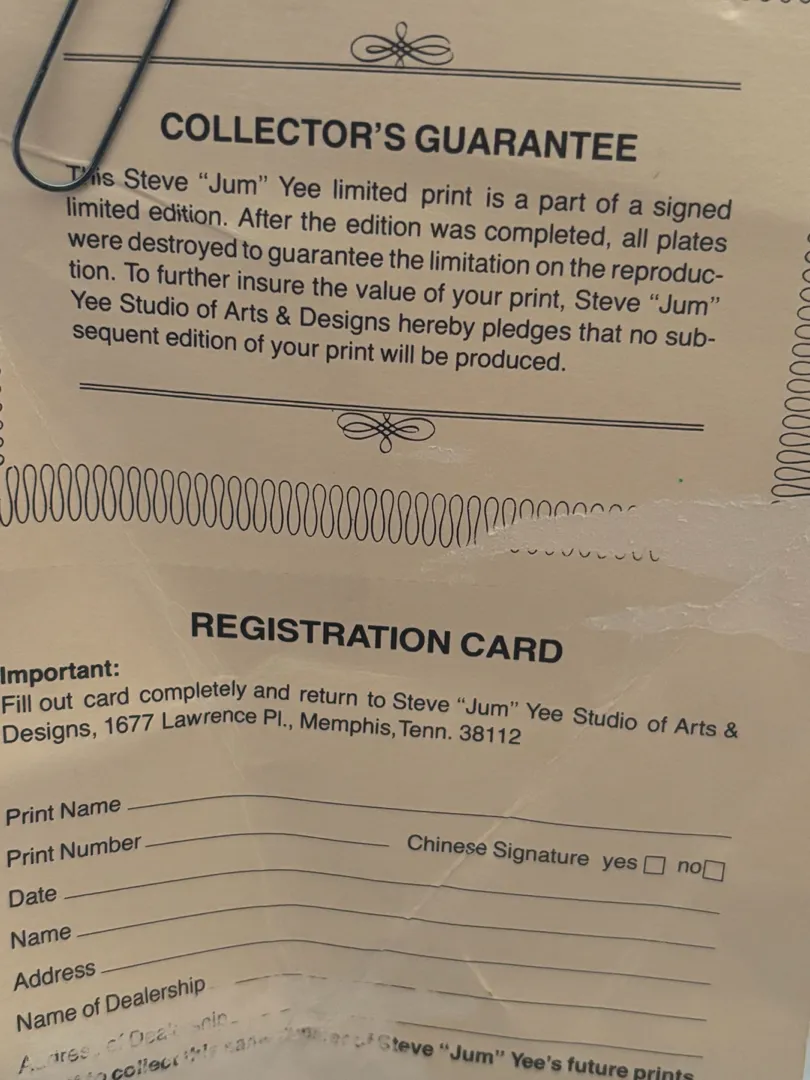 COLLECTOR'S GUARANTEE
This Steve “Jum” Yee limited print is a part of a signed
limited edition. After the edition was completed, all plates
were destroyed to guarantee the limitation on the reproduc-
tion. To further insure the value of your print, Steve “Jum”
Yee Studio of Arts & Designs hereby pledges that no sub-
sequent edition of your print will be produced.
REGISTRATION CARD
Important:
Fill out card completely and return to Steve “Jum” Yee Studio of Arts &
Designs, 1677 Lawrence Pl., Memphis, Tenn. 38112
Print Name
Print Number Chinese Signature yes no
Date
Name
Address
Name of Dealership
of
to collect of Steve “Jum” Yee's future prints